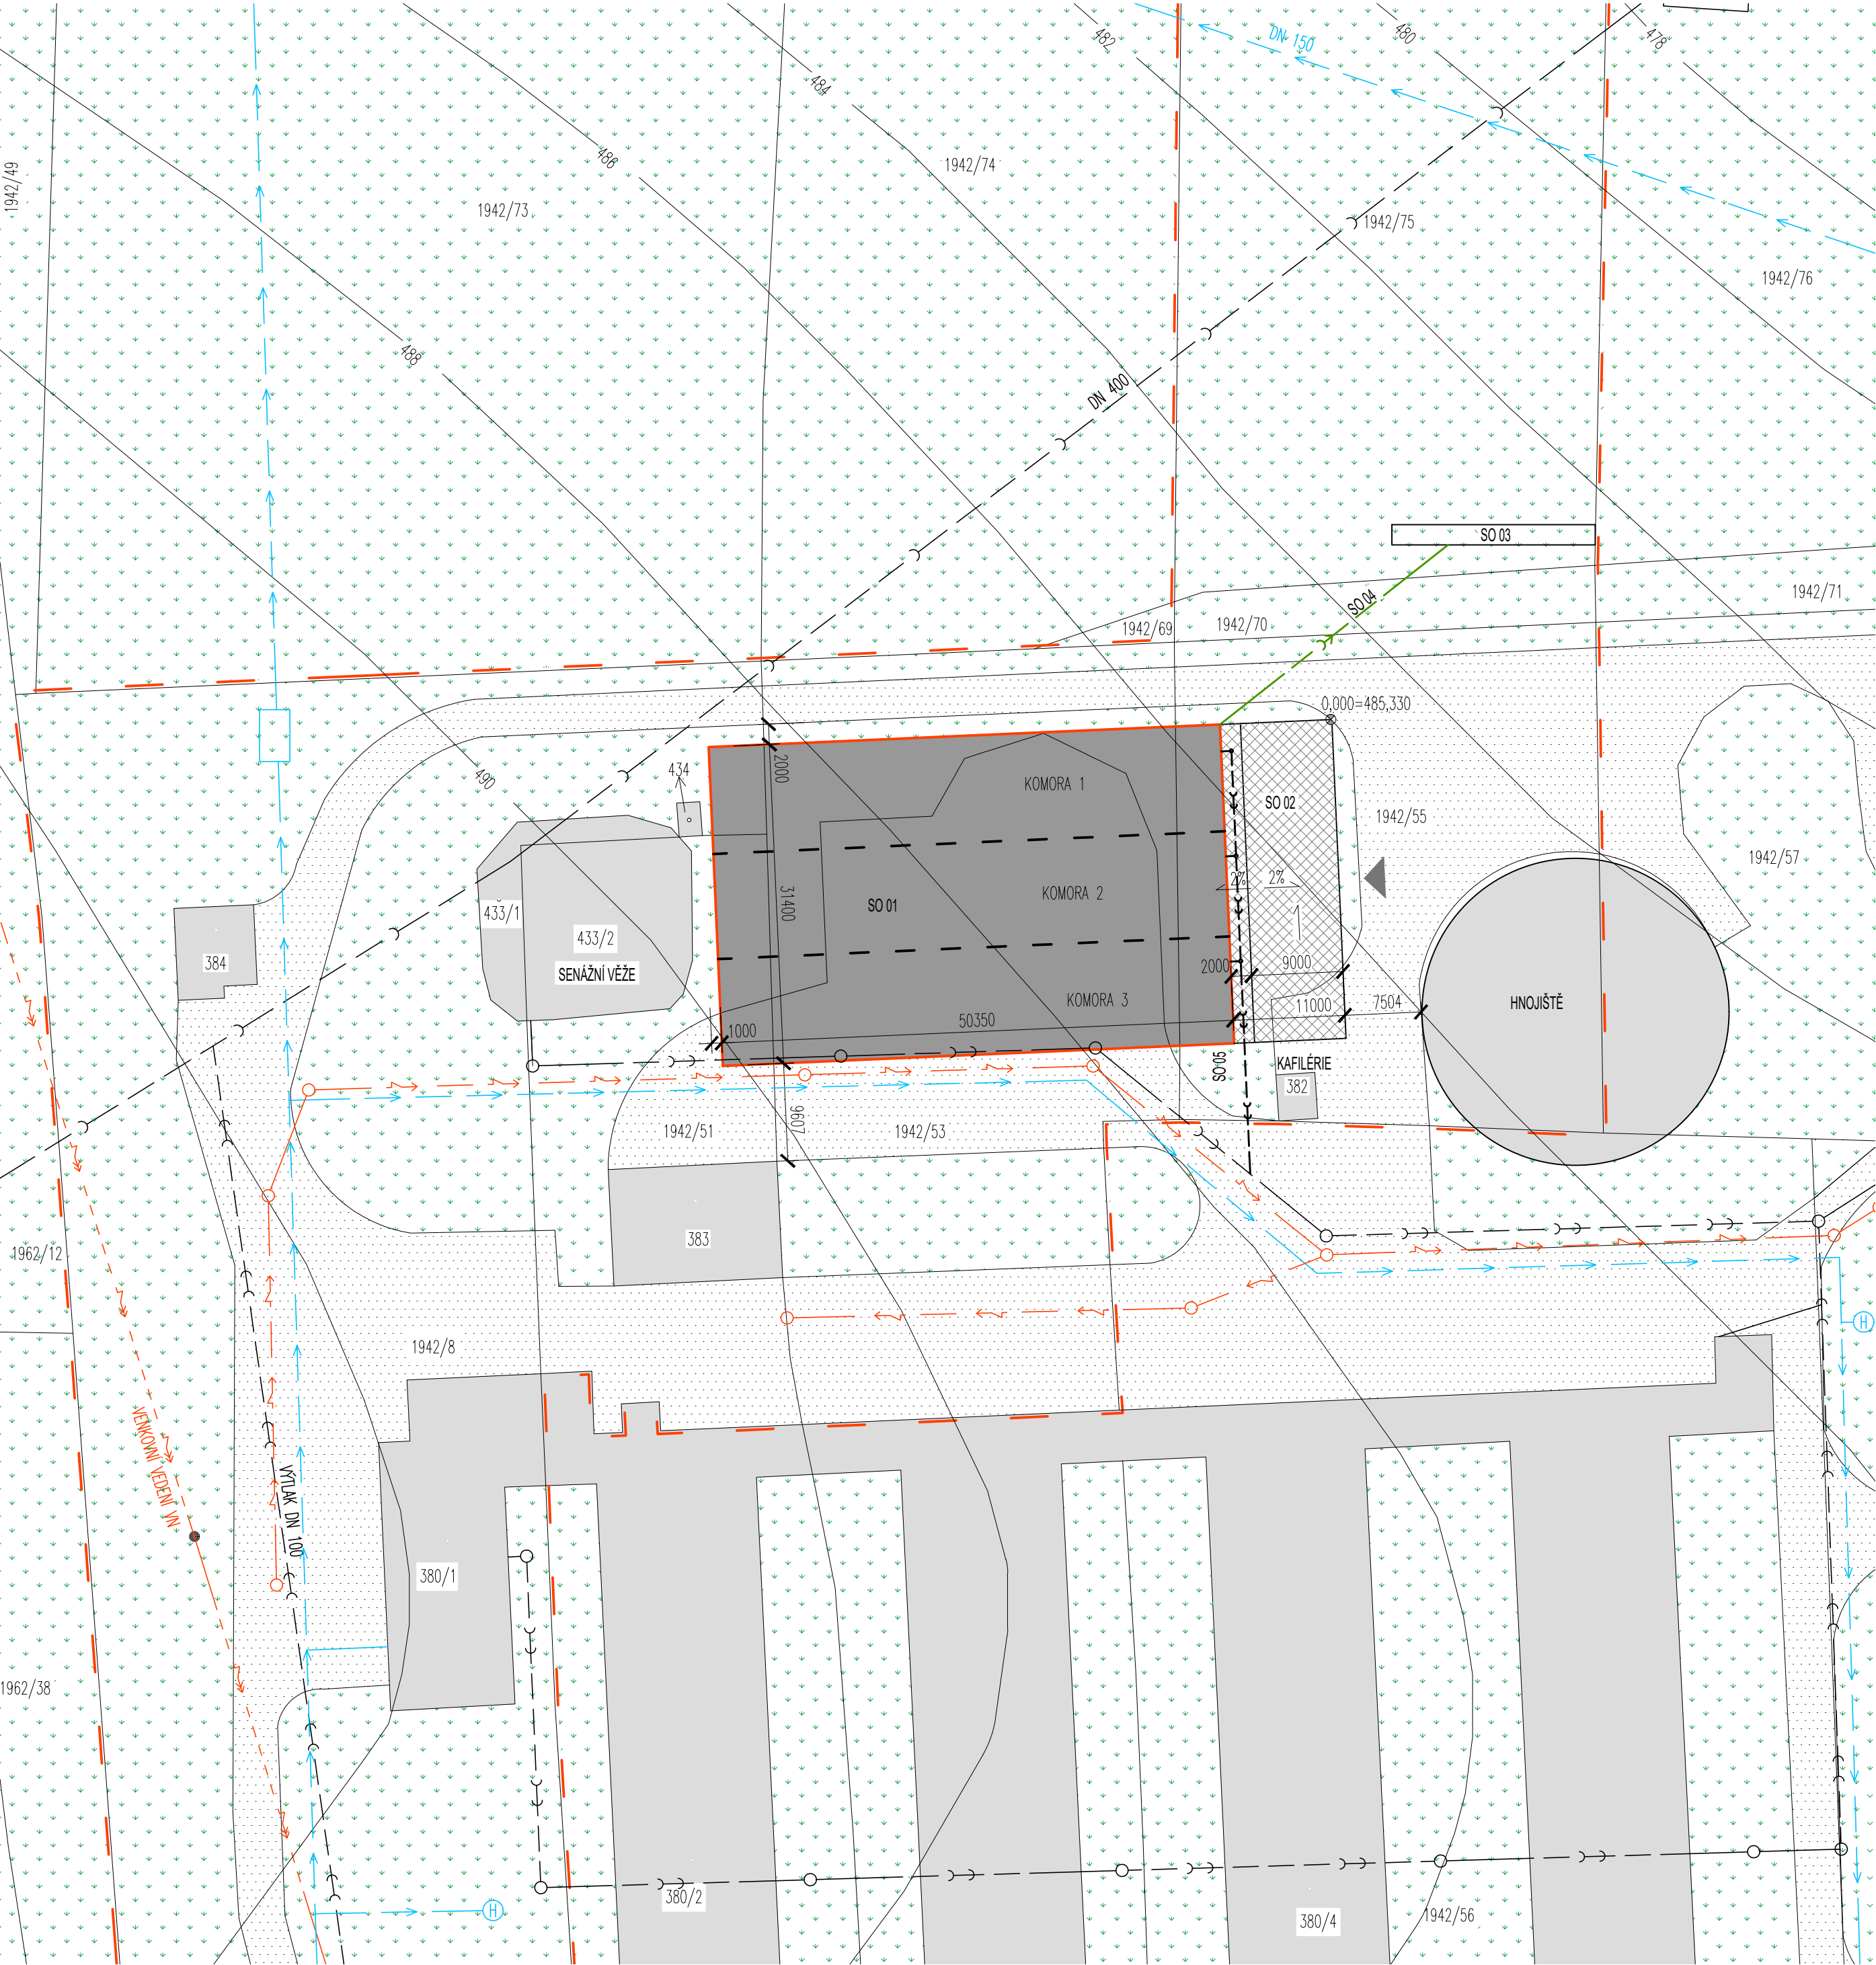 482
480
478
DN 150
484
486
1942/74
1942/49
1942/73
1942/75
1942/76
488
DN 400
SO 03
1942/71
SO 04
1942/69
1942/70
0,000=485,330
490
434
2000
KOMORA 1
SO 02
1942/55
1942/57
2%
2%
433/1
433/2
SENÁŽNÍ VĚŽE
31400
SO 01
KOMORA 2
384
2000
9000
KOMORA 3
11000
7504
HNOJIŠTĚ
1000
50350
SO 05
KAFILÉRIE
382
9607
1942/51
1942/53
1962/12
383
H
1942/8
VENKOVNÍ VEDENÍ VN
VÝTLAK DN 100
380/1
1962/38
380/2
H
380/4
1942/56